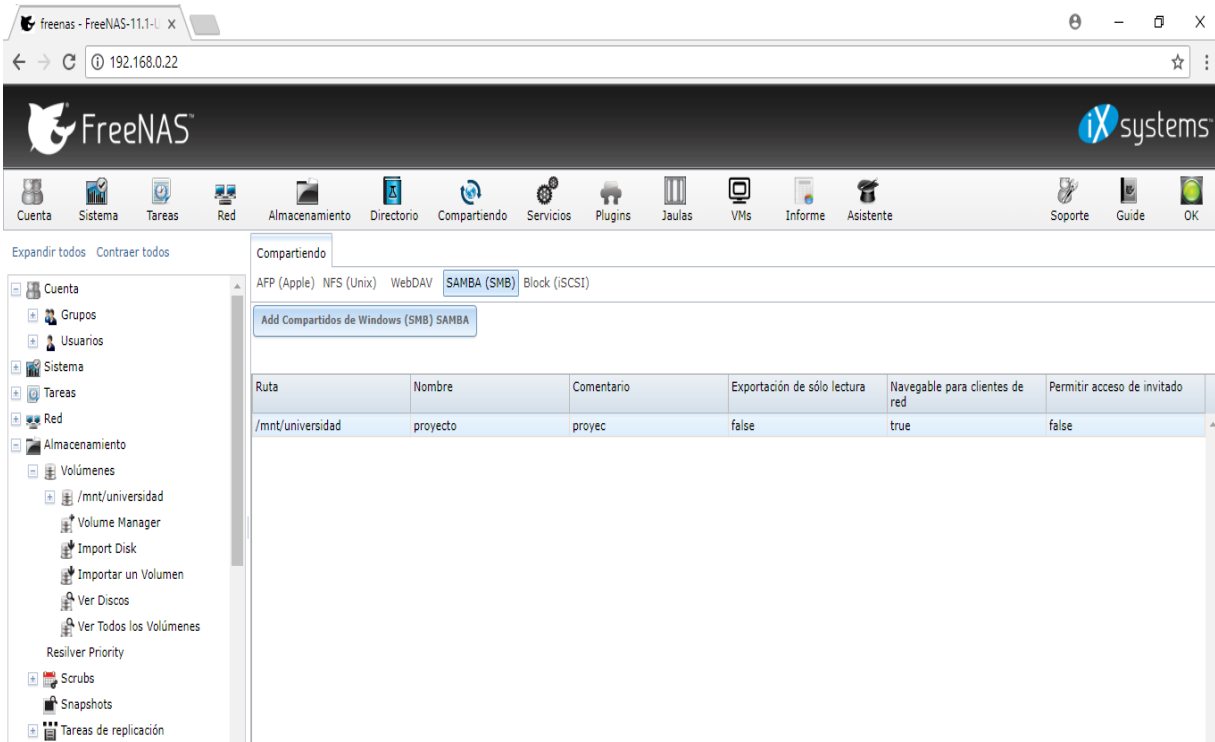 freenas - FreeNAS-11.1-U
192.168.0.22
FreeNAS™
iX systems™
Cuenta Sistema Tareas Red Almacenamiento Directorio Compartiendo Servicios Plugins Jaulas VMs Informe Asistente Soporte Guide OK
Expandir todos Contraer todos
Cuenta
Grupos
Usuarios
Sistema
Tareas
Red
Almacenamiento
Volúmenes
/mnt/universidad
Volume Manager
Import Disk
Importar un Volumen
Ver Discos
Ver Todos los Volúmenes
Resilver Priority
Scrubs
Snapshots
Tareas de replicación
Compartiendo
AFP (Apple) NFS (Unix) WebDAV SAMBA (SMB) Block (iSCSI)
Add Compartidos de Windows (SMB) SAMBA
Ruta Nombre Comentario Exportación de sólo lectura Navegable para clientes de red Permitir acceso de invitado
/mnt/universidad proyecto proyec false true false